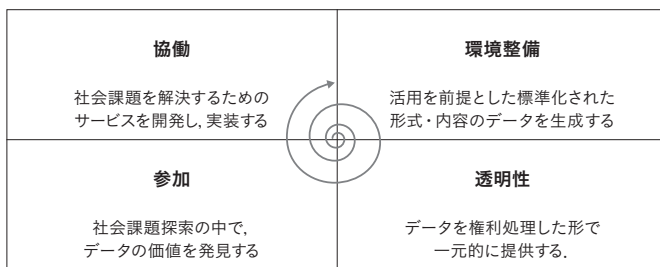 協働
社会課題を解決するための
サービスを開発し，実装する
環境整備
活用を前提とした標準化された
形式・内容のデータを生成する
参加
社会課題探索の中で，
データの価値を発見する
透明性
データを権利処理した形で
一元的に提供する．